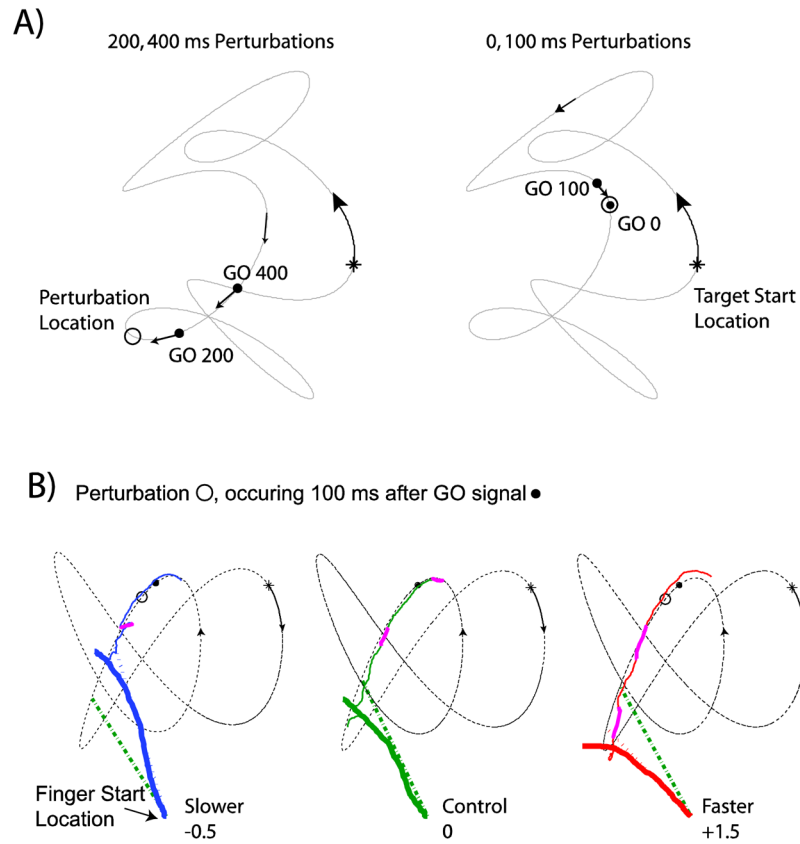 A)
200, 400 ms Perturbations
0, 100 ms Perturbations
GO 100
GO 0
GO 400
Perturbation
Location
GO 200
Target Start
Location
B) Perturbation O, occuring 100 ms after GO signal ●
Finger Start
Location
Slower
-0.5
Control
0
Faster
+1.5